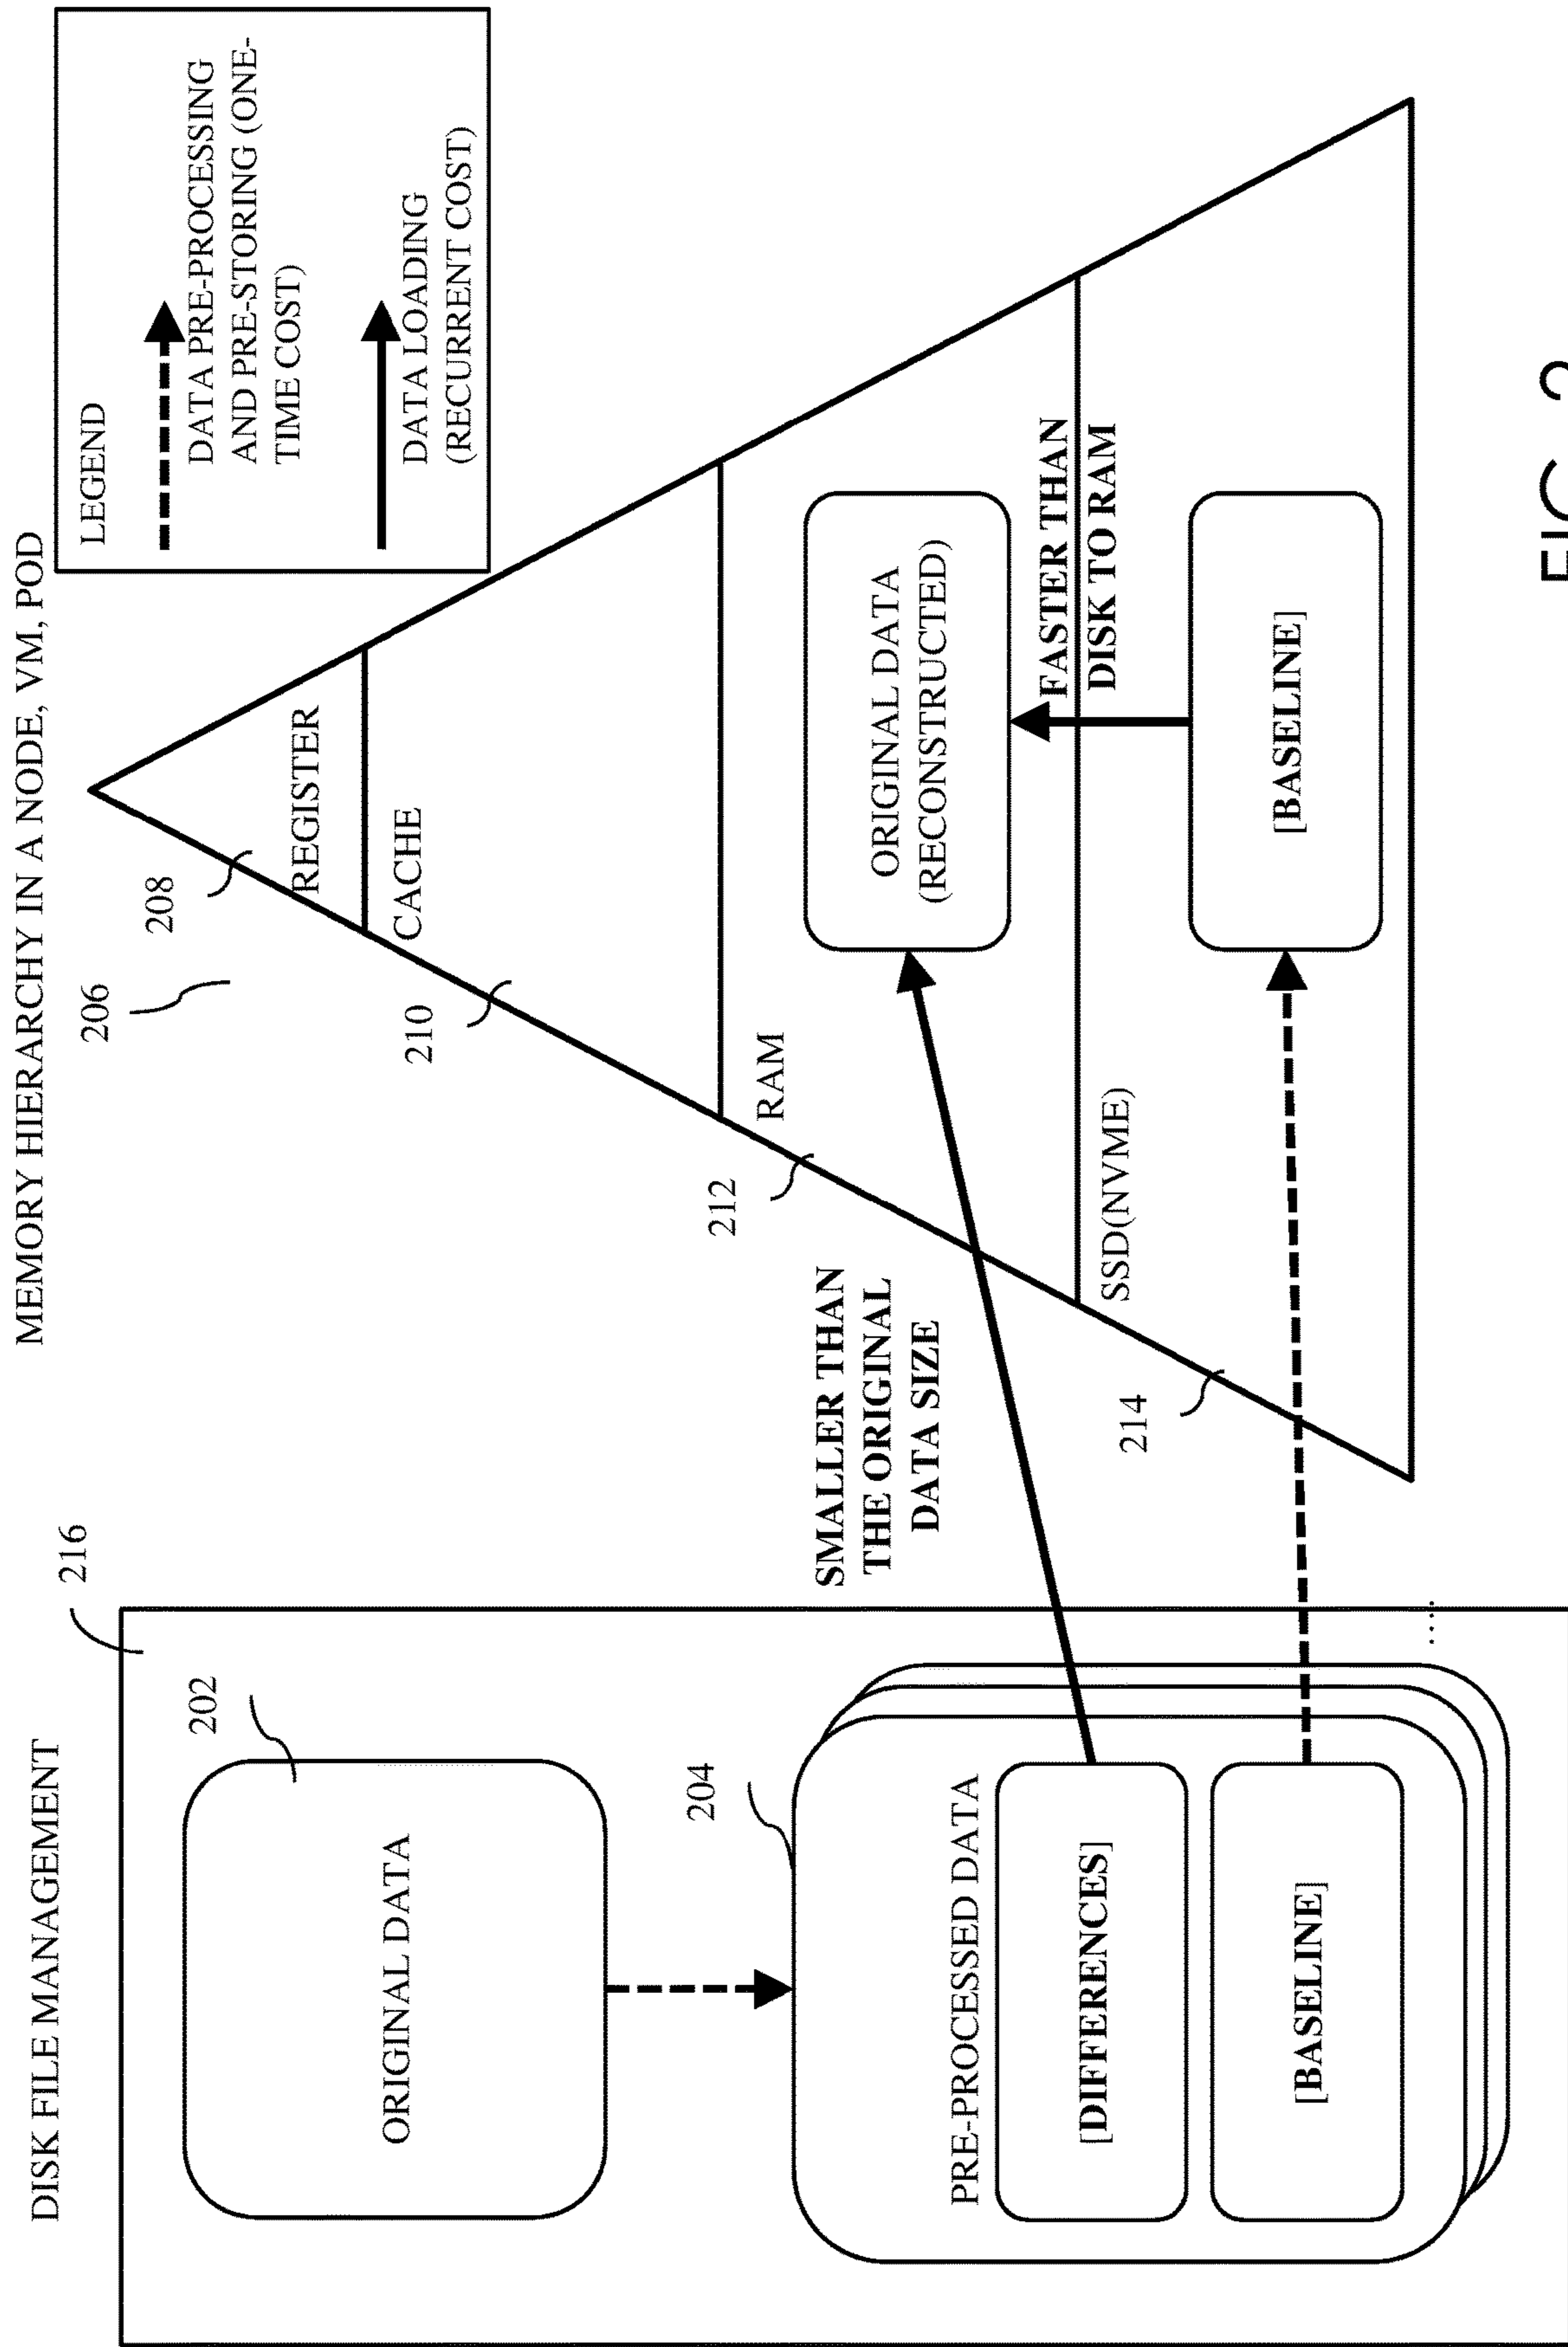 DISK FILE MANAGEMENT
216
202
ORIGINAL DATA
204
PRE-PROCESSED DATA
[DIFFERENCES]
[BASELINE]
....
SMALLER THAN
THE ORIGINAL
DATA SIZE
MEMORY HIERARCHY IN A NODE, VM, POD
206
208
REGISTER
210
CACHE
212
RAM
ORIGINAL DATA
(RECONSTRUCTED)
FASTER THAN
DISK TO RAM
214
SSD(NVME)
[BASELINE]
LEGEND
DATA PRE-PROCESSING
AND PRE-STORING (ONE-
TIME COST)
DATA LOADING
(RECURRENT COST)
FIG. 2